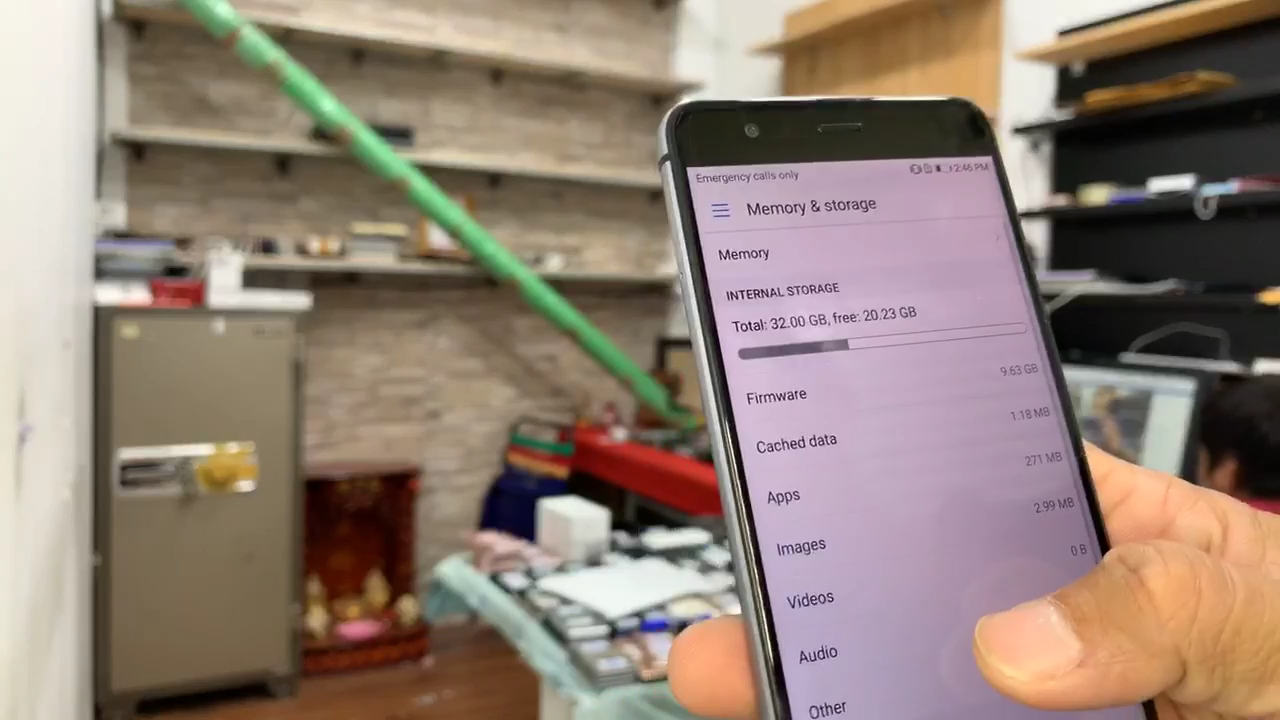 Emergency calls only 2:46 PM
Memory & storage
Memory
INTERNAL STORAGE
Total: 32.00 GB, free: 20.23 GB
Firmware 9.63 GB
Cached data 1.18 MB
Apps 271 MB
Images 2.99 MB
Videos 0 B
Audio
Other